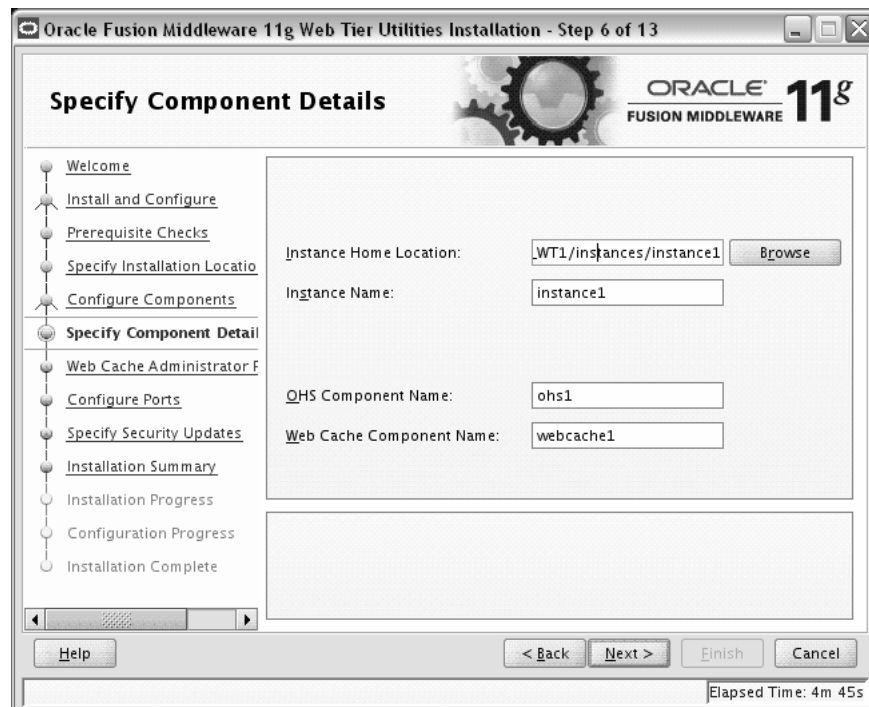 Oracle Fusion Middleware 11g Web Tier Utilities Installation - Step 6 of 13
Specify Component Details
ORACLE
FUSION MIDDLEWARE
11g
Welcome
Install and Configure
Prerequisite Checks
Specify Installation Locatio
Configure Components
Specify Component Detail
Web Cache Administrator P
Configure Ports
Specify Security Updates
Installation Summary
Installation Progress
Configuration Progress
Installation Complete
Instance Home Location: _WT1/instances/instance1 Browse
Instance Name: instance1
OHS Component Name: ohs1
Web Cache Component Name: webcache1
Help < Back Next > Finish Cancel
Elapsed Time: 4m 45s